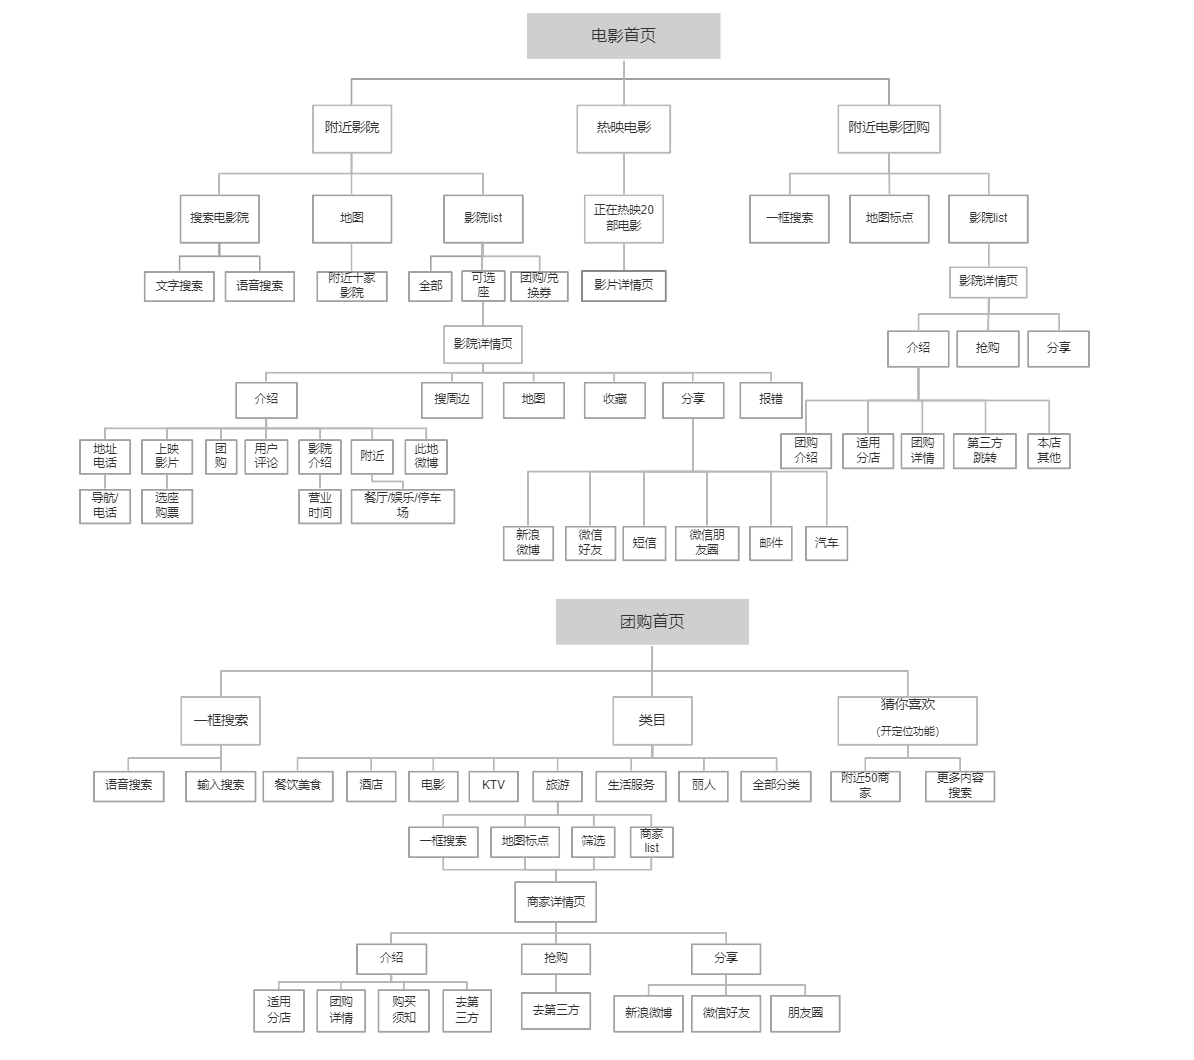 电影首页
附近影院
热映电影
附近电影团购
搜索电影院
地图
影院list
正在热映20
部电影
一框搜索
地图标点
影院list
文字搜索
语音搜索
附近十家
影院
全部
可选
座
团购/兑
换券
影片详情页
影院详情页
影院详情页
介绍
抢购
分享
介绍
搜周边
地图
收藏
分享
报错
地址
电话
上映
影片
团
购
用户
评论
影院
介绍
附近
此地
微博
团购
介绍
适用
分店
团购
详情
第三方
跳转
本店
其他
导航/
电话
选座
购票
营业
时间
餐厅/娱乐/停车
场
新浪
微博
微信
好友
短信
微信朋
友圈
邮件
汽车
团购首页
一框搜索
类目
猜你喜欢
(开定位功能)
语音搜索
输入搜索
餐饮美食
酒店
电影
KTV
旅游
生活服务
丽人
全部分类
附近50商
家
更多内容
搜索
一框搜索
地图标点
筛选
商家
list
商家详情页
介绍
抢购
分享
适用
分店
团购
详情
购买
须知
去第
三方
去第三方
新浪微博
微信好友
朋友圈